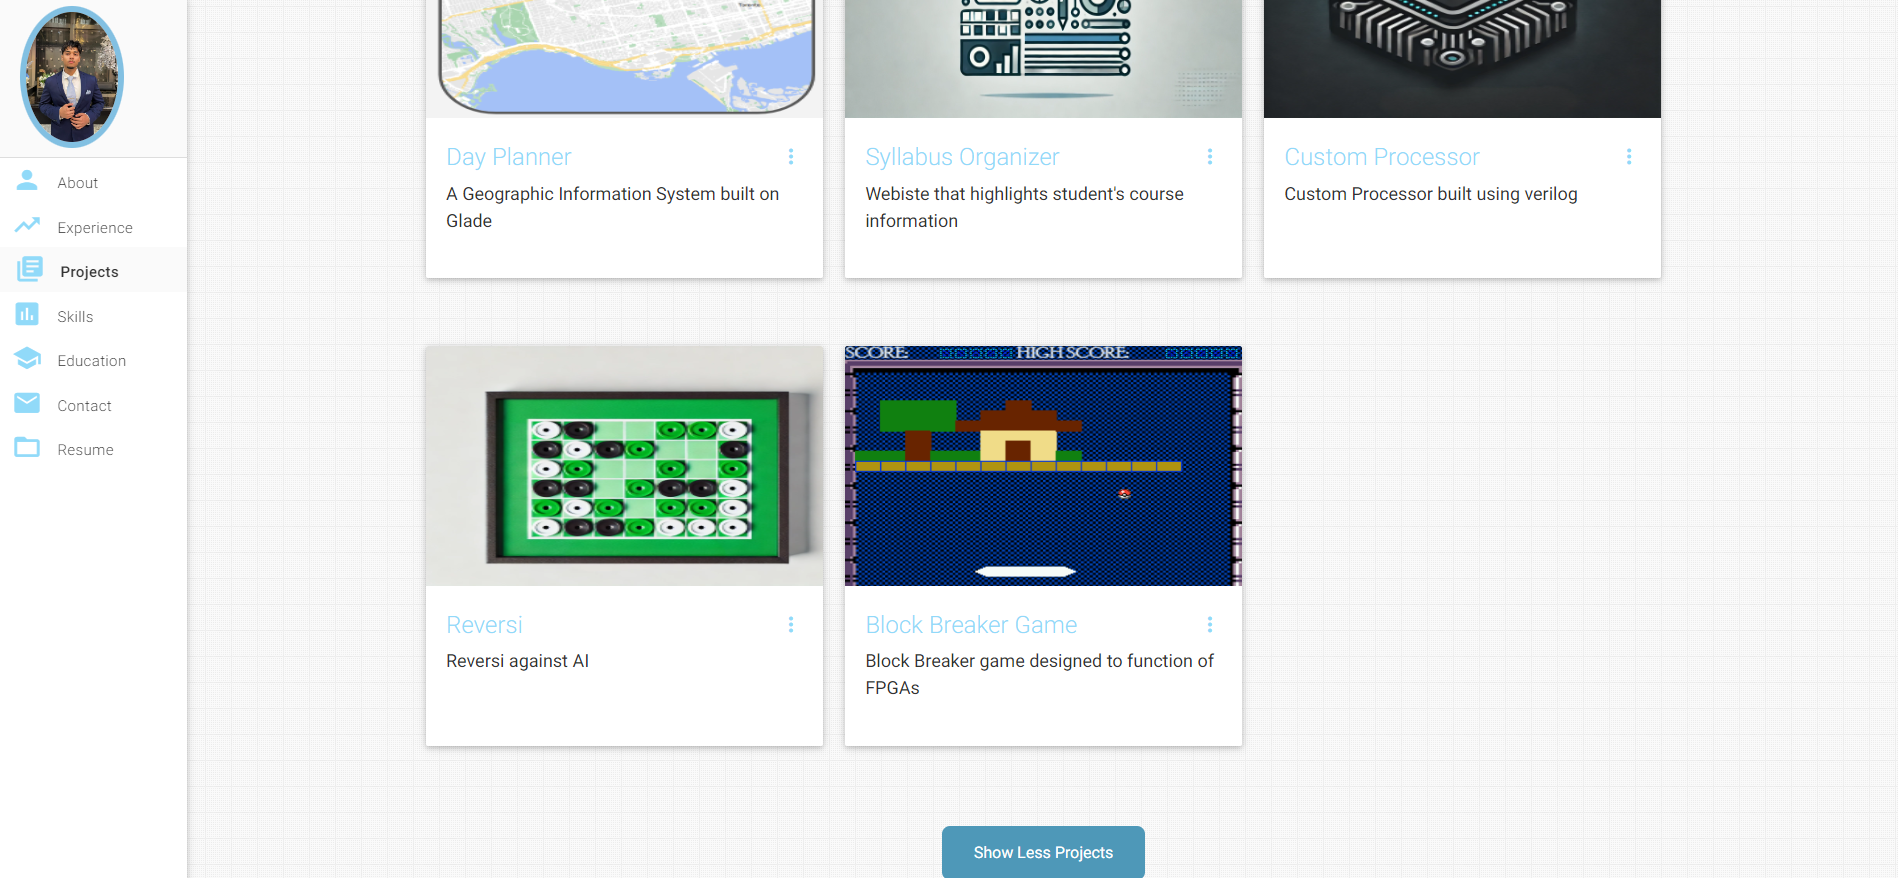 About
Experience
Projects
Skills
Education
Contact
Resume
Toronto
Day Planner
A Geographic Information System built on
Glade
Syllabus Organizer
Webiste that highlights student's course
information
Custom Processor
Custom Processor built using verilog
Reversi
Reversi against AI
SCORE:
HIGH SCORE:
Block Breaker Game
Block Breaker game designed to function of
FPGAs
Show Less Projects